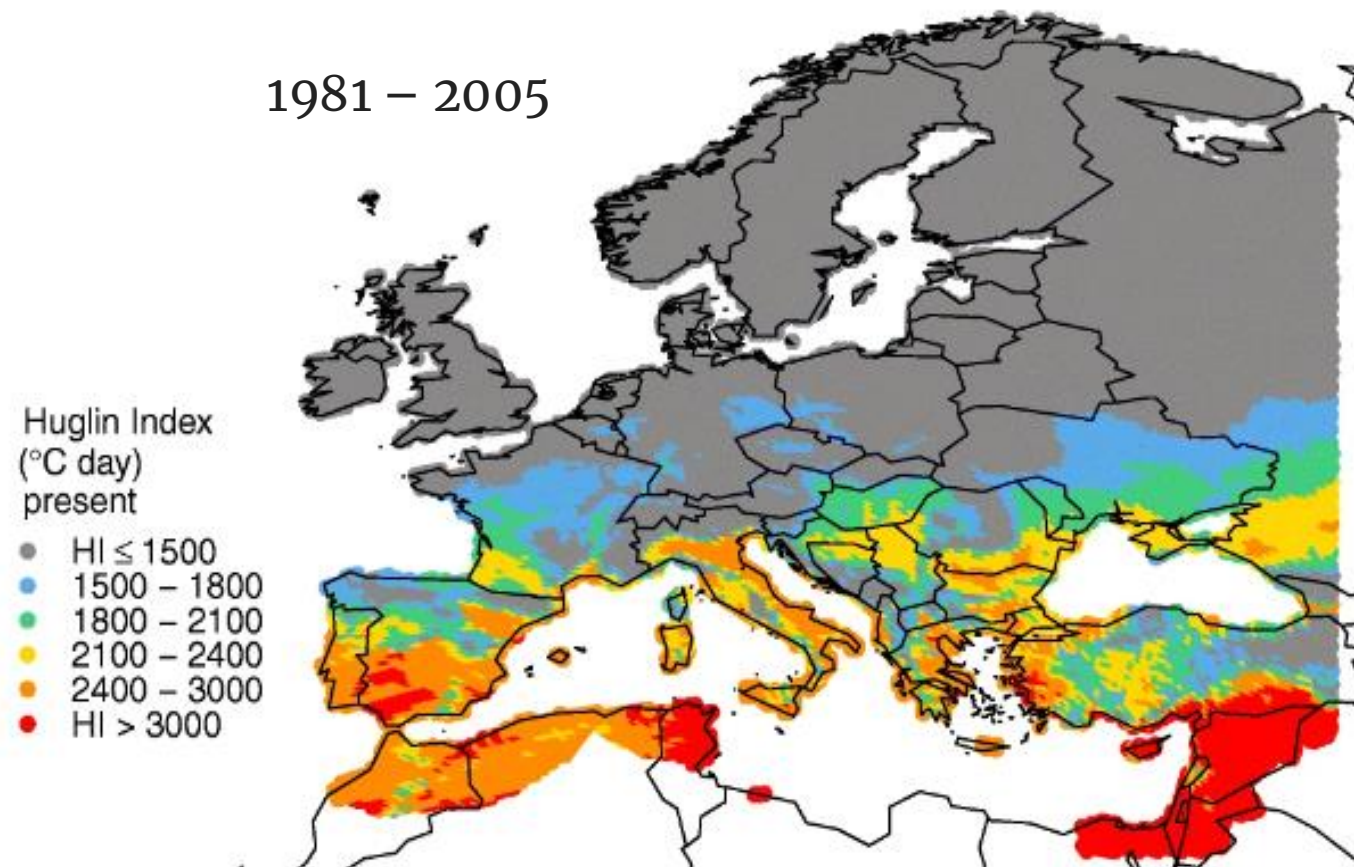 1981 – 2005
Huglin Index
(°C day)
present
HI ≤ 1500
1500 – 1800
1800 – 2100
2100 – 2400
2400 – 3000
HI > 3000